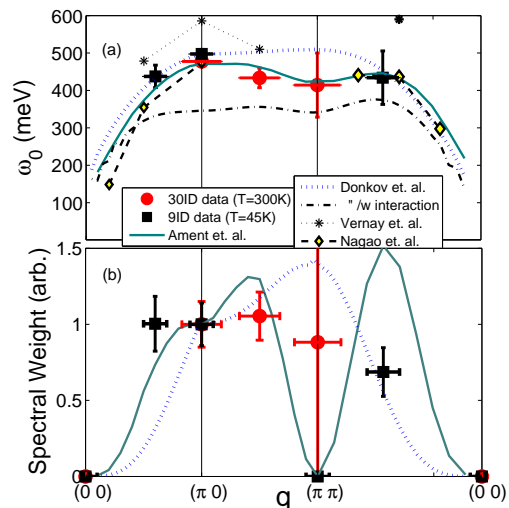 600
(a)
500
400
300
200
100
0
ω₀ (meV)
30ID data (T=300K)
9ID data (T=45K)
Ament et. al.
Donkov et. al.
" /w interaction
Vernay et. al.
Nagao et. al.
1.5
(b)
1
0.5
0
Spectral Weight (arb.)
(0 0)
(π 0)
q
(π π)
(0 0)